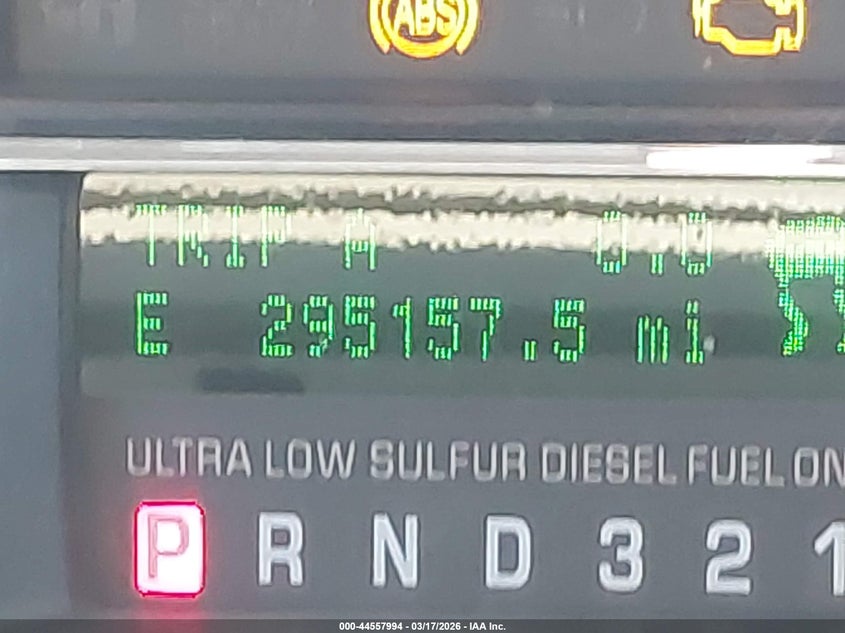 ABS
TRIP A 0.0
E 295157.5 mi
ULTRA LOW SULFUR DIESEL FUEL ON
P R N D 3 2 1
000-44557994 - 03/17/2026 - IAA Inc.